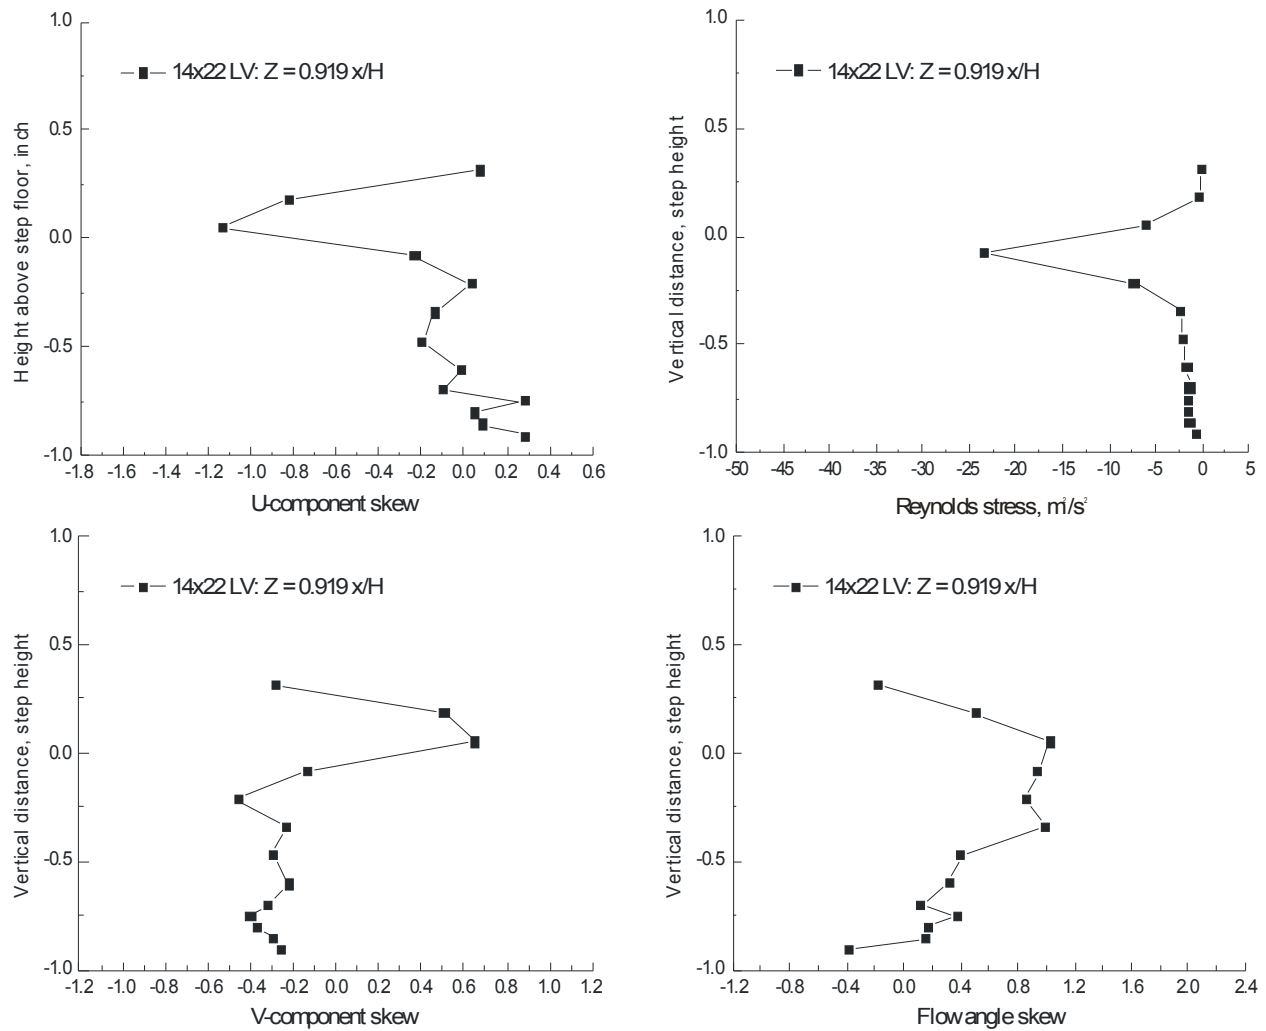 1.0
14x22 LV: Z = 0.919 x/H
0.5
0.0
-0.5
-1.0
Height above step floor, inch
-1.8 -1.6 -1.4 -1.2 -1.0 -0.8 -0.6 -0.4 -0.2 0.0 0.2 0.4 0.6
U-component skew
1.0
14x22 LV: Z = 0.919 x/H
0.5
0.0
-0.5
-1.0
Vertical distance, step height
-50 -45 -40 -35 -30 -25 -20 -15 -10 -5 0 5
Reynolds stress, m²/s²
1.0
14x22 LV: Z = 0.919 x/H
0.5
0.0
-0.5
-1.0
Vertical distance, step height
-1.2 -1.0 -0.8 -0.6 -0.4 -0.2 0.0 0.2 0.4 0.6 0.8 1.0 1.2
V-component skew
1.0
14x22 LV: Z = 0.919 x/H
0.5
0.0
-0.5
-1.0
Vertical distance, step height
-1.2 -0.8 -0.4 0.0 0.4 0.8 1.2 1.6 2.0 2.4
Flow angle skew